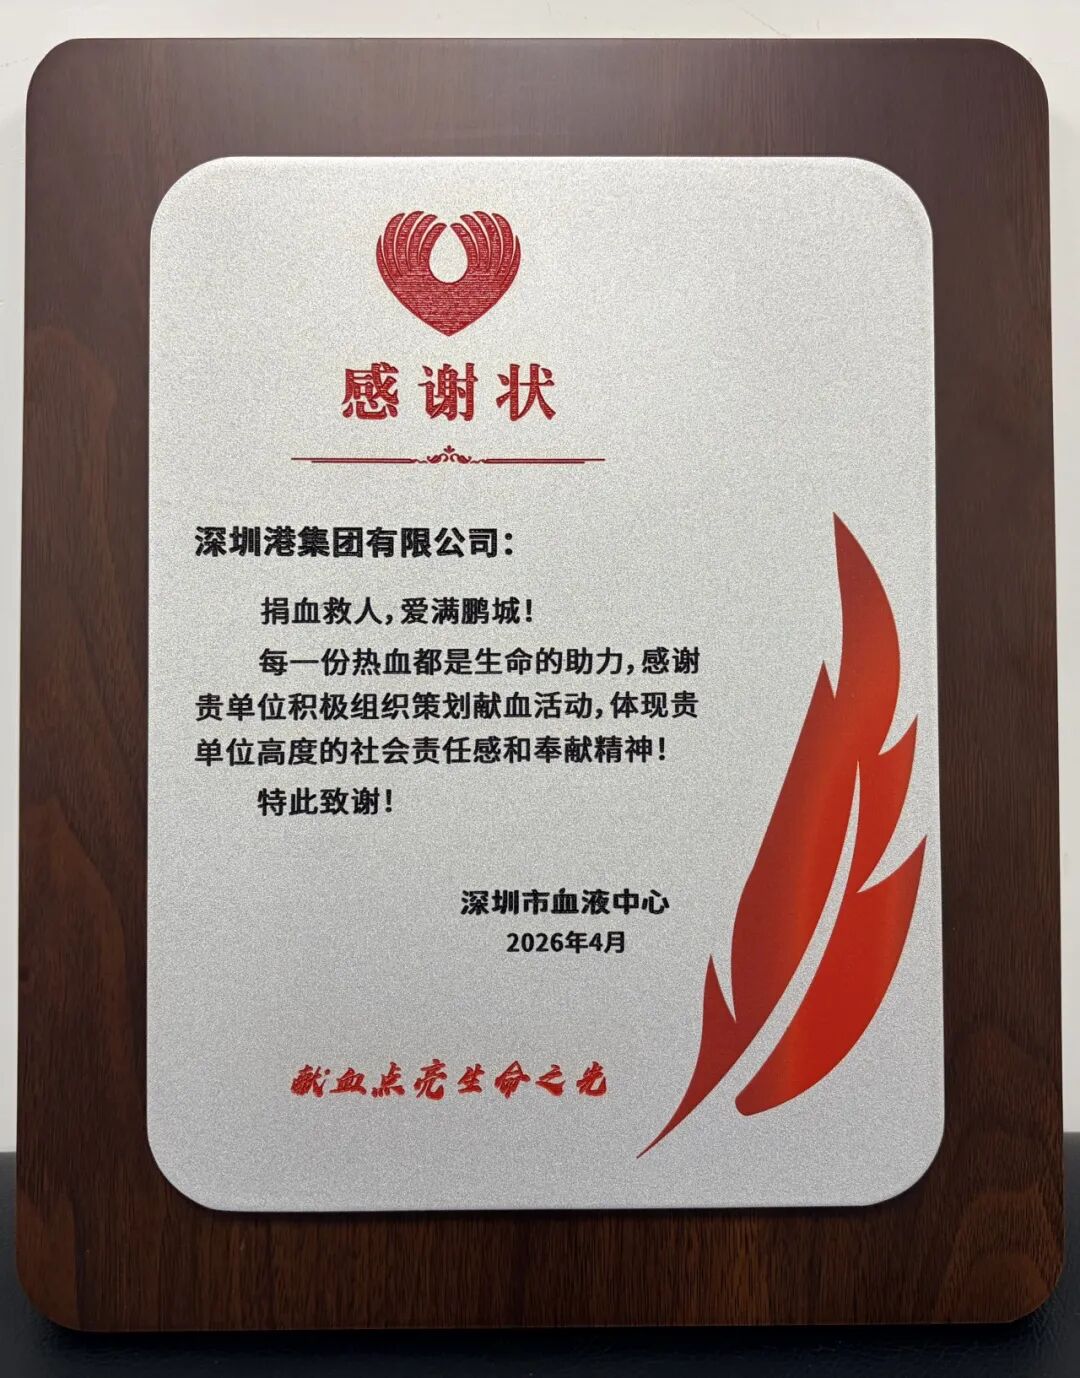 感谢状
深圳港集团有限公司：
捐血救人，爱满鹏城！
每一份热血都是生命的助力，感谢
贵单位积极组织策划献血活动，体现贵
单位高度的社会责任感和奉献精神！
特此致谢！
深圳市血液中心
2026年4月
献血点亮生命之光